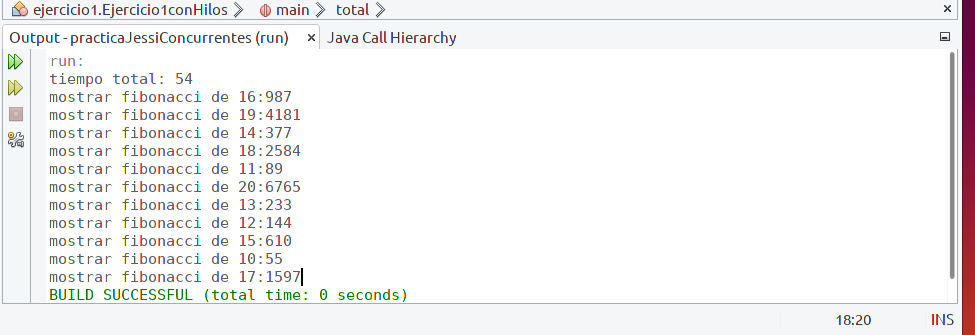 ejercicio1.Ejercicio1conHilos main total
Output - practicaJessiConcurrentes (run) Java Call Hierarchy
run:
tiempo total: 54
mostrar fibonacci de 16:987
mostrar fibonacci de 19:4181
mostrar fibonacci de 14:377
mostrar fibonacci de 18:2584
mostrar fibonacci de 11:89
mostrar fibonacci de 20:6765
mostrar fibonacci de 13:233
mostrar fibonacci de 12:144
mostrar fibonacci de 15:610
mostrar fibonacci de 10:55
mostrar fibonacci de 17:1597
BUILD SUCCESSFUL (total time: 0 seconds)
18:20 INS